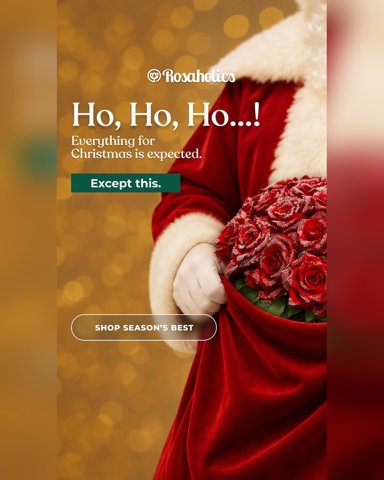 Rosaholics
Ho, Ho, Ho...!
Everything for
Christmas is expected.
Except this.
SHOP SEASON'S BEST